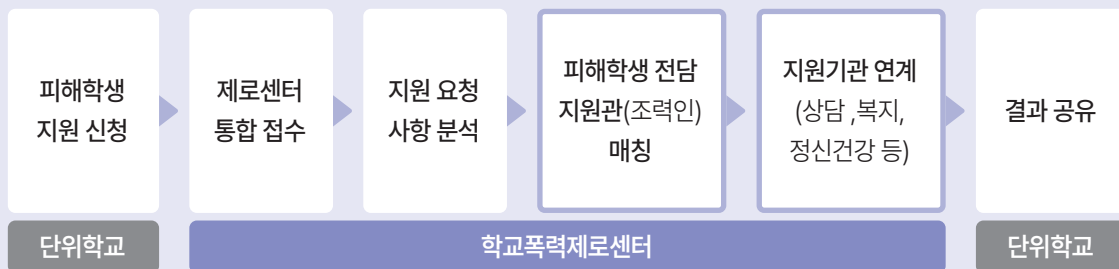 피해학생
지원 신청
제로센터
통합 접수
지원 요청
사항 분석
피해학생 전담
지원관(조력인)
매칭
지원기관 연계
(상담 ,복지,
정신건강 등)
결과 공유
단위학교
학교폭력제로센터
단위학교